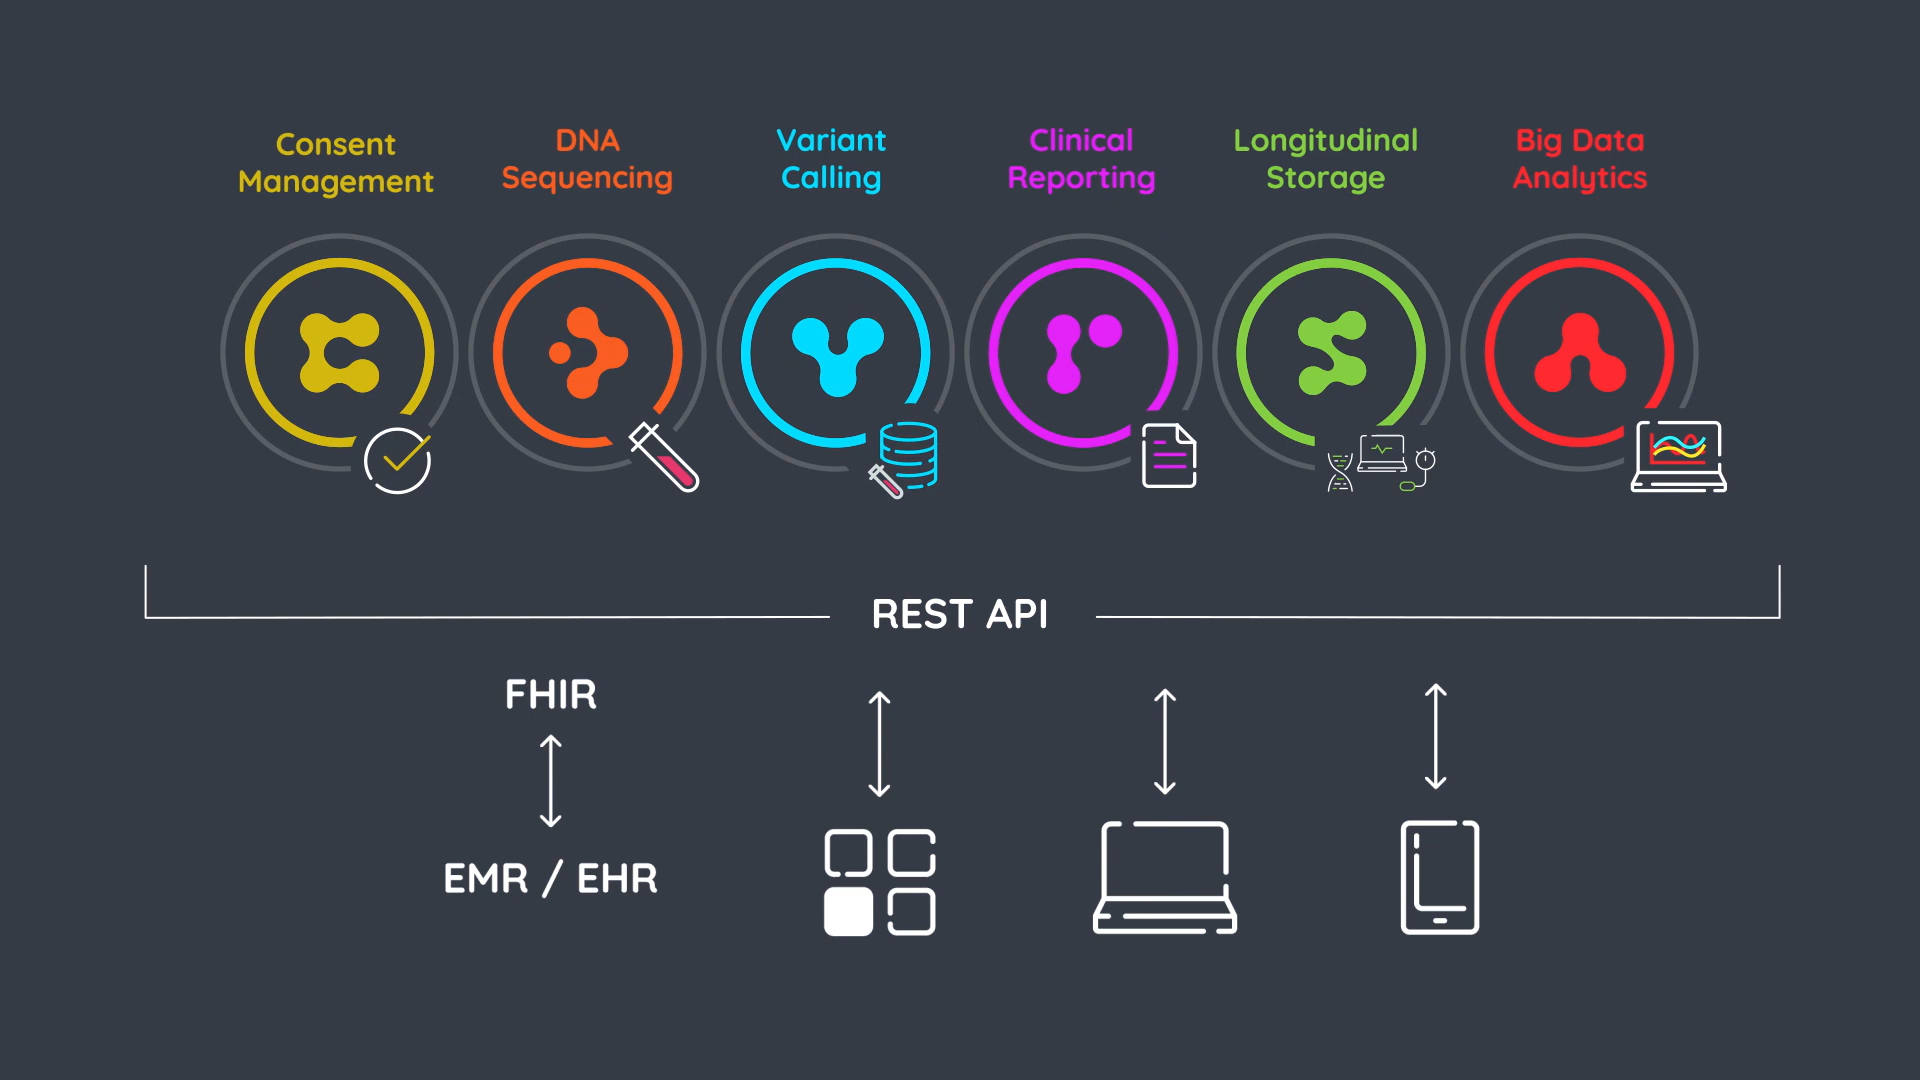 Consent
Management
DNA
Sequencing
Variant
Calling
Clinical
Reporting
Longitudinal
Storage
Big Data
Analytics
REST API
FHIR
EMR / EHR